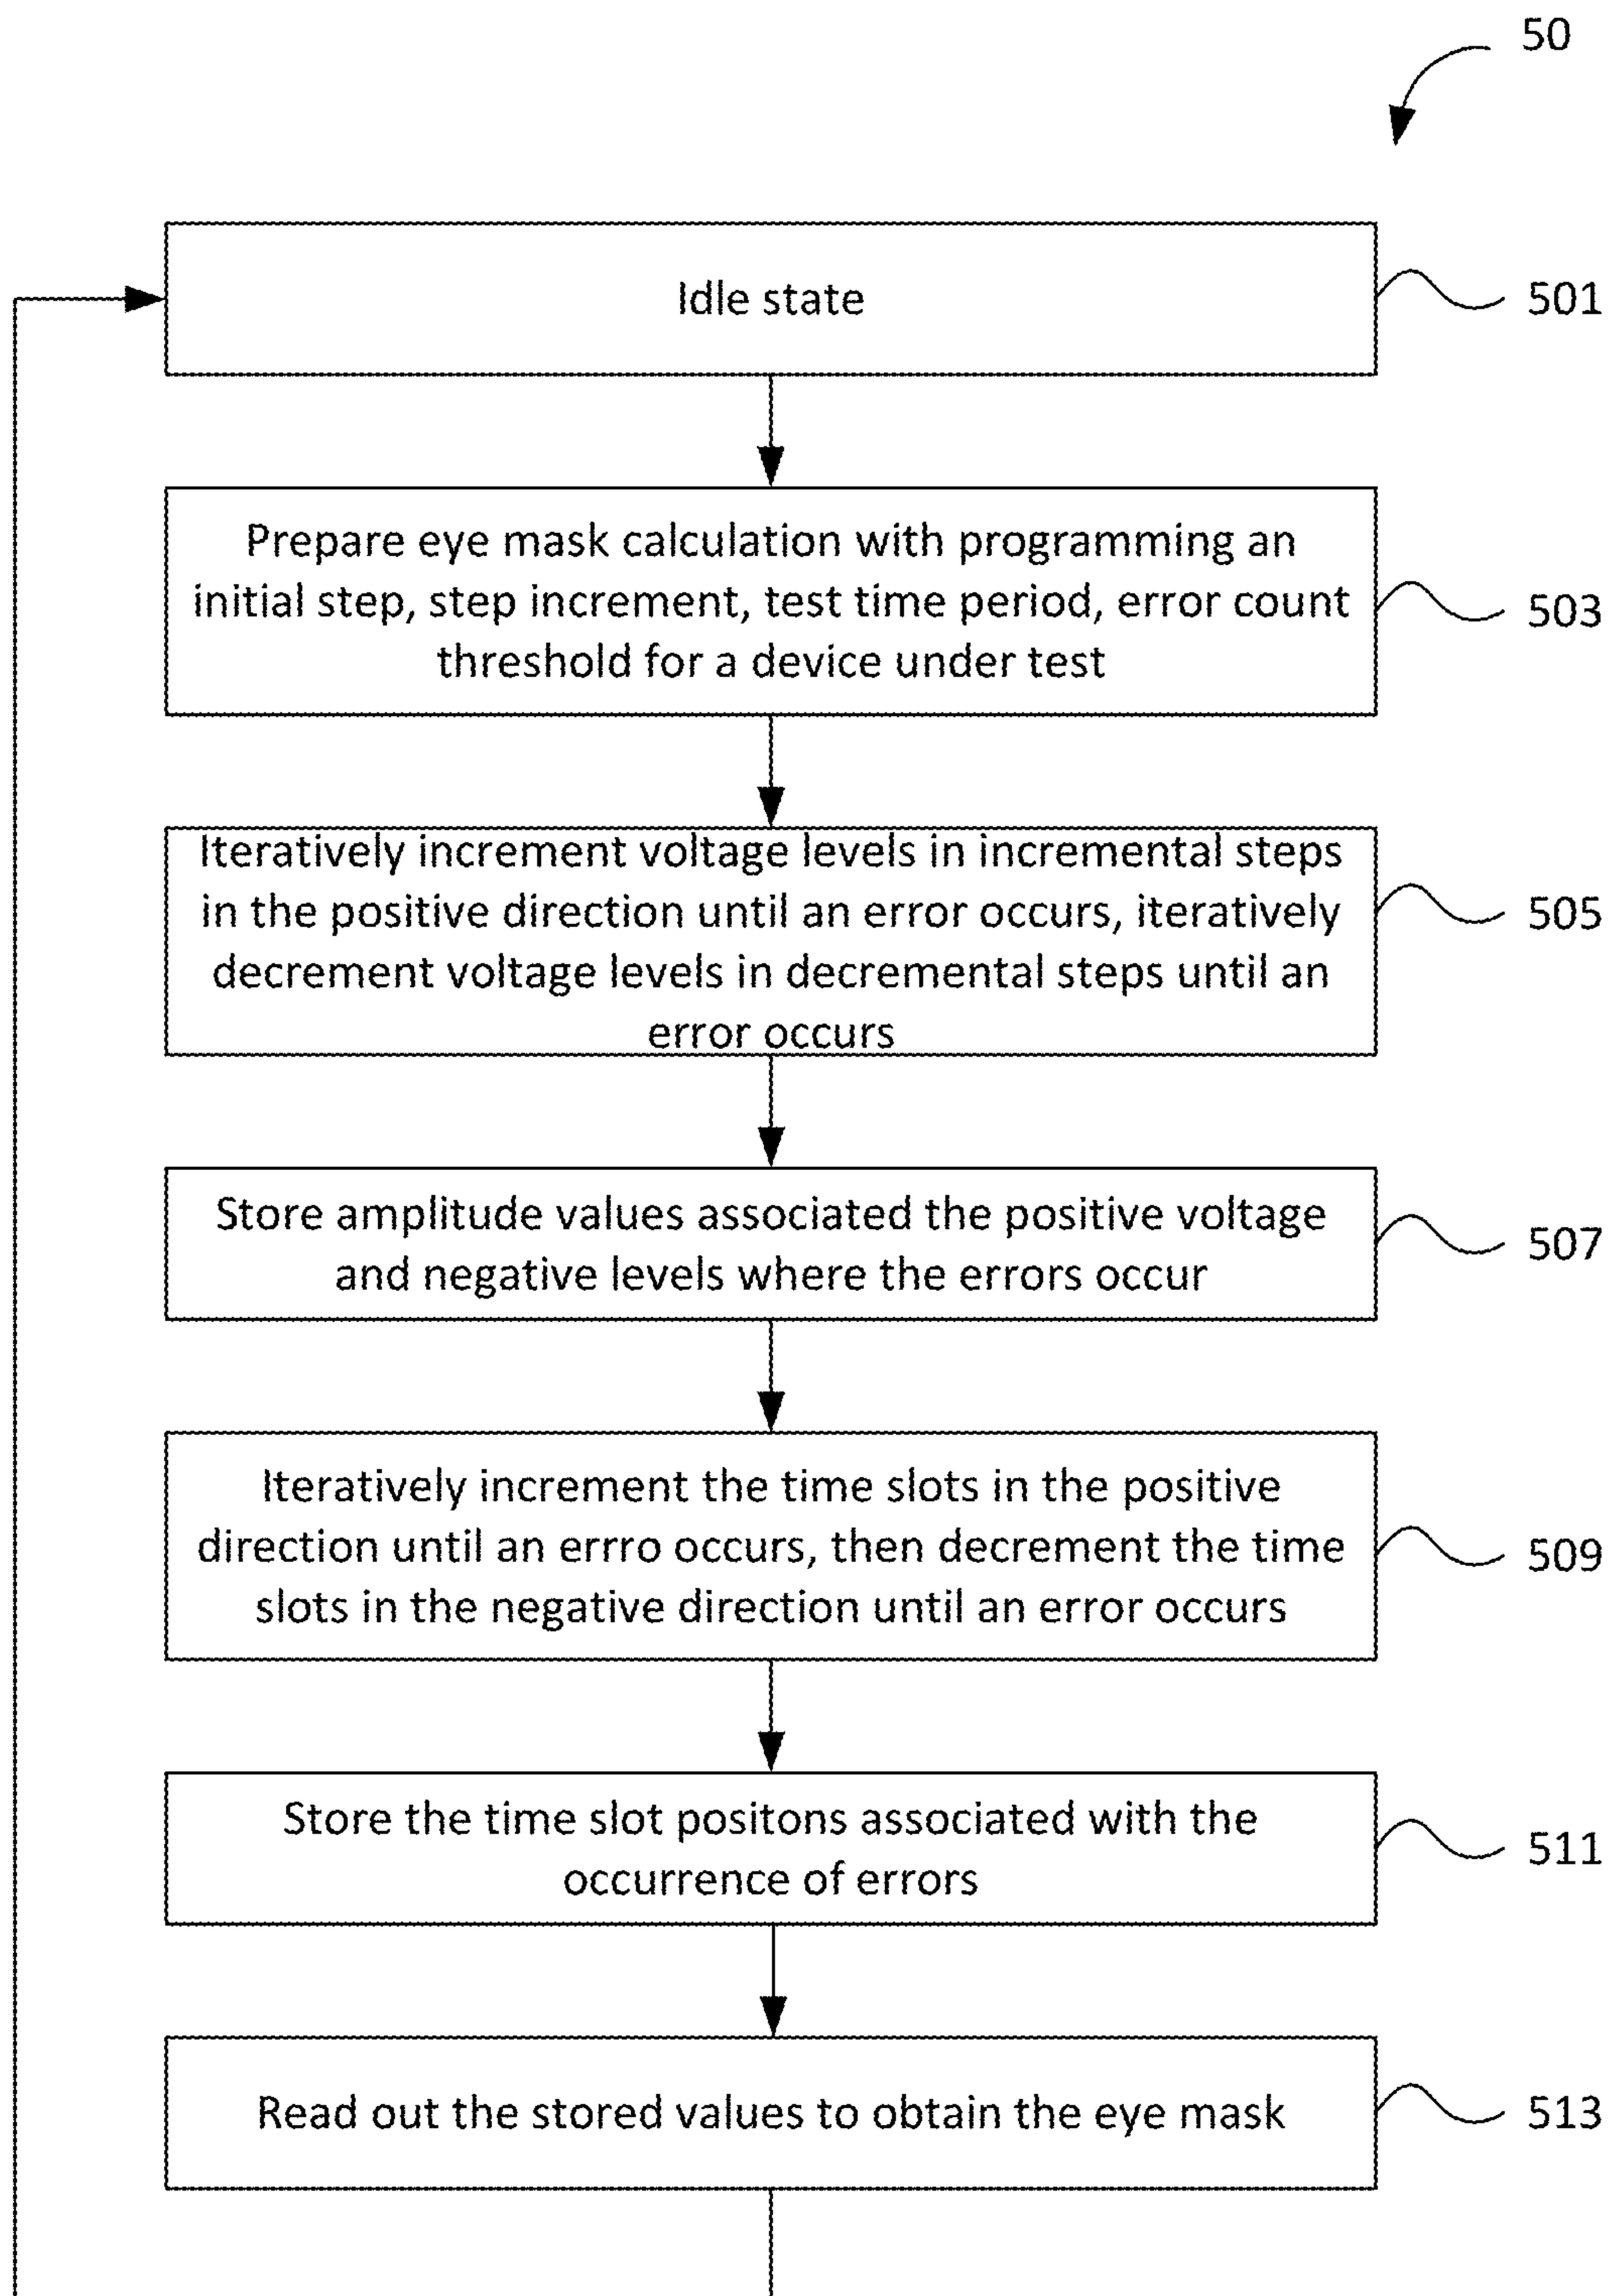 50
Idle state
501
Prepare eye mask calculation with programming an
initial step, step increment, test time period, error count
threshold for a device under test
503
Iteratively increment voltage levels in incremental steps
in the positive direction until an error occurs, iteratively
decrement voltage levels in decremental steps until an
error occurs
505
Store amplitude values associated the positive voltage
and negative levels where the errors occur
507
Iteratively increment the time slots in the positive
direction until an errro occurs, then decrement the time
slots in the negative direction until an error occurs
509
Store the time slot positons associated with the
occurrence of errors
511
Read out the stored values to obtain the eye mask
513